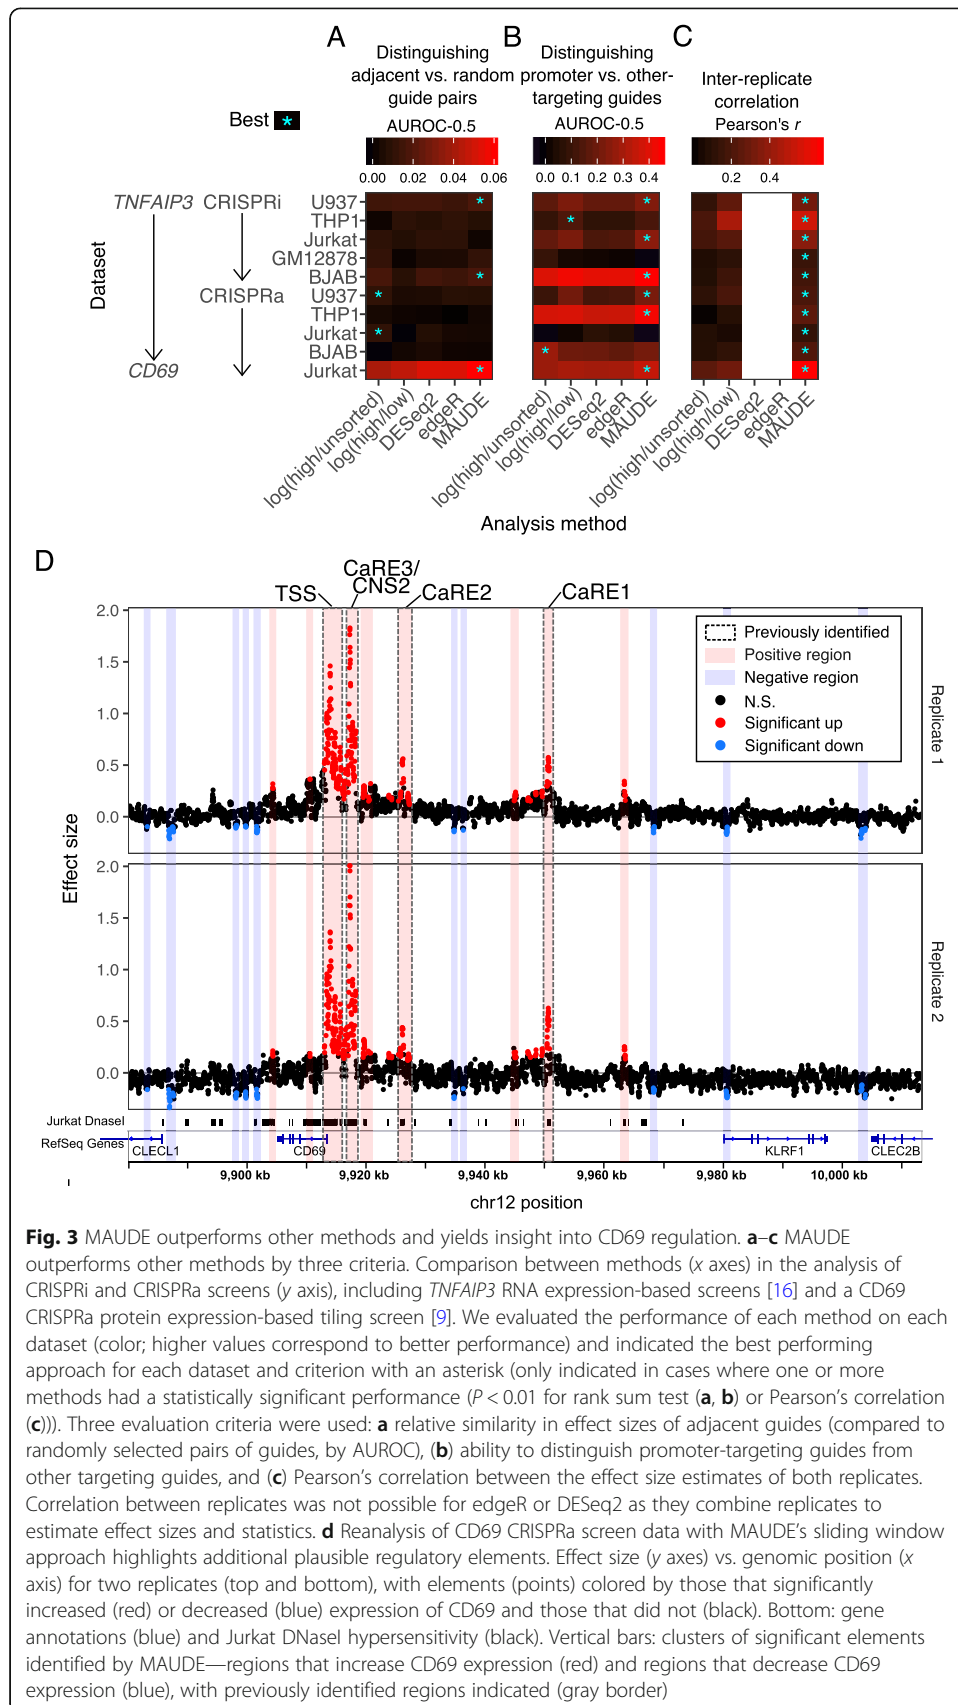 A
B
C
Distinguishing
adjacent vs. random
guide pairs
Distinguishing
promoter vs. other-
targeting guides
Inter-replicate
correlation
Best *
AUROC-0.5
AUROC-0.5
Pearson's r
0.00 0.02 0.04 0.06
0.0 0.1 0.2 0.3 0.4
0.2 0.4
Dataset
TNFAIP3 CRISPRi
CRISPRa
CD69
U937
THP1
Jurkat
GM12878
BJAB
U937
THP1
Jurkat
BJAB
Jurkat
log(high/unsorted)
log(high/low)
DESeq2
edgeR
MAUDE
log(high/unsorted)
log(high/low)
DESeq2
edgeR
MAUDE
log(high/unsorted)
log(high/low)
DESeq2
edgeR
MAUDE
Analysis method
D
TSS
CaRE3/
CNS2
CaRE2
CaRE1
Previously identified
Positive region
Negative region
N.S.
Significant up
Significant down
2.0
1.5
1.0
0.5
0.0
Replicate 1
Effect size
2.0
1.5
1.0
0.5
0.0
Replicate 2
Jurkat DnaseI
RefSeq Genes
CLECL1
CD69
KLRF1
CLEC2B
9,900 kb 9,920 kb 9,940 kb 9,960 kb 9,980 kb 10,000 kb
chr12 position
Fig. 3 MAUDE outperforms other methods and yields insight into CD69 regulation. a–c MAUDE
outperforms other methods by three criteria. Comparison between methods (x axes) in the analysis of
CRISPRi and CRISPRa screens (y axis), including TNFAIP3 RNA expression-based screens [16] and a CD69
CRISPRa protein expression-based tiling screen [9]. We evaluated the performance of each method on each
dataset (color; higher values correspond to better performance) and indicated the best performing
approach for each dataset and criterion with an asterisk (only indicated in cases where one or more
methods had a statistically significant performance (P < 0.01 for rank sum test (a, b) or Pearson's correlation
(c))). Three evaluation criteria were used: a relative similarity in effect sizes of adjacent guides (compared to
randomly selected pairs of guides, by AUROC), (b) ability to distinguish promoter-targeting guides from
other targeting guides, and (c) Pearson's correlation between the effect size estimates of both replicates.
Correlation between replicates was not possible for edgeR or DESeq2 as they combine replicates to
estimate effect sizes and statistics. d Reanalysis of CD69 CRISPRa screen data with MAUDE's sliding window
approach highlights additional plausible regulatory elements. Effect size (y axes) vs. genomic position (x
axis) for two replicates (top and bottom), with elements (points) colored by those that significantly
increased (red) or decreased (blue) expression of CD69 and those that did not (black). Bottom: gene
annotations (blue) and Jurkat DNaseI hypersensitivity (black). Vertical bars: clusters of significant elements
identified by MAUDE—regions that increase CD69 expression (red) and regions that decrease CD69
expression (blue), with previously identified regions indicated (gray border)